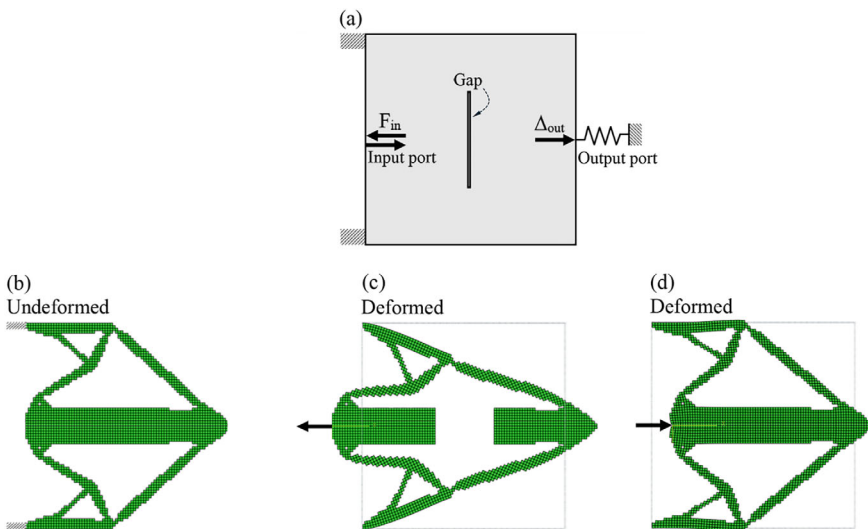 (a)
Gap
F_in
Input port
Δ_out
Output port
(b)
Undeformed
(c)
Deformed
(d)
Deformed